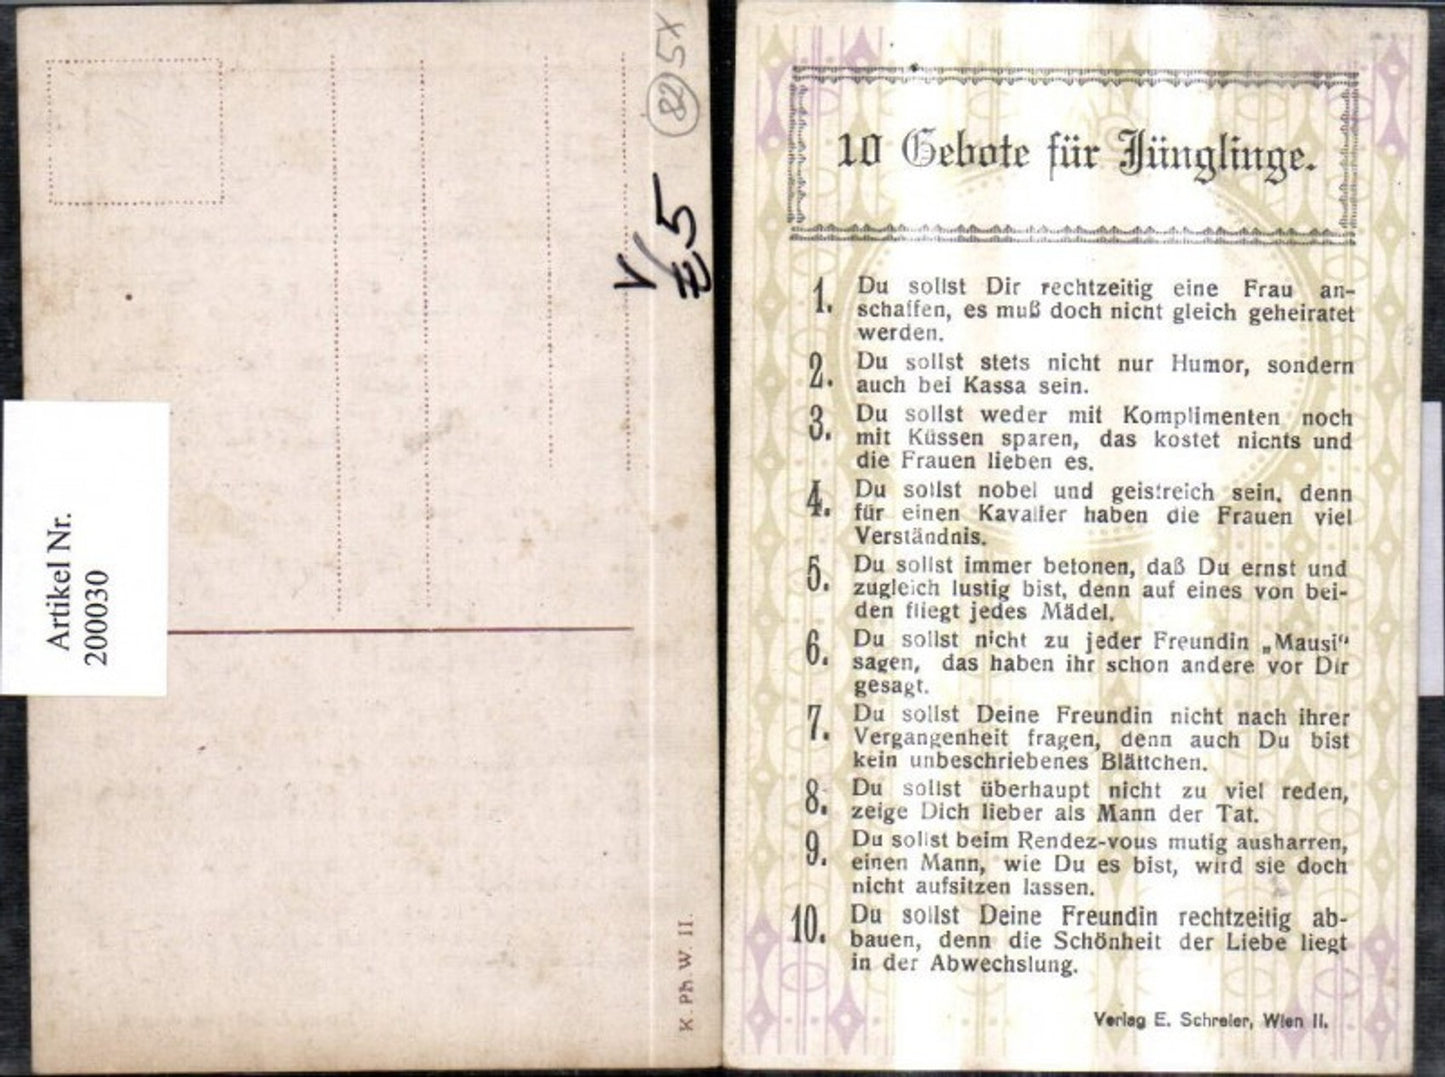 82 5x
V/5
Artikel Nr.
200030
K. Ph. W. II.
10 Gebote für Jünglinge.
1. Du sollst Dir rechtzeitig eine Frau an-
schaffen, es muß doch nicht gleich geheiratet
werden.
2. Du sollst stets nicht nur Humor, sondern
auch bei Kassa sein.
3. Du sollst weder mit Komplimenten noch
mit Küssen sparen, das kostet nichts und
die Frauen lieben es.
4. Du sollst nobel und geistreich sein, denn
für einen Kavalier haben die Frauen viel
Verständnis.
5. Du sollst immer betonen, daß Du ernst und
zugleich lustig bist, denn auf eines von bei-
den fliegt jedes Mädel.
6. Du sollst nicht zu jeder Freundin „Mausi“
sagen, das haben ihr schon andere vor Dir
gesagt.
7. Du sollst Deine Freundin nicht nach ihrer
Vergangenheit fragen, denn auch Du bist
kein unbeschriebenes Blättchen.
8. Du sollst überhaupt nicht zu viel reden,
zeige Dich lieber als Mann der Tat.
9. Du sollst beim Rendez-vous mutig ausharren,
einen Mann, wie Du es bist, wird sie doch
nicht aufsitzen lassen.
10. Du sollst Deine Freundin rechtzeitig ab-
bauen, denn die Schönheit der Liebe liegt
in der Abwechslung.
Verlag E. Schreier, Wien II.